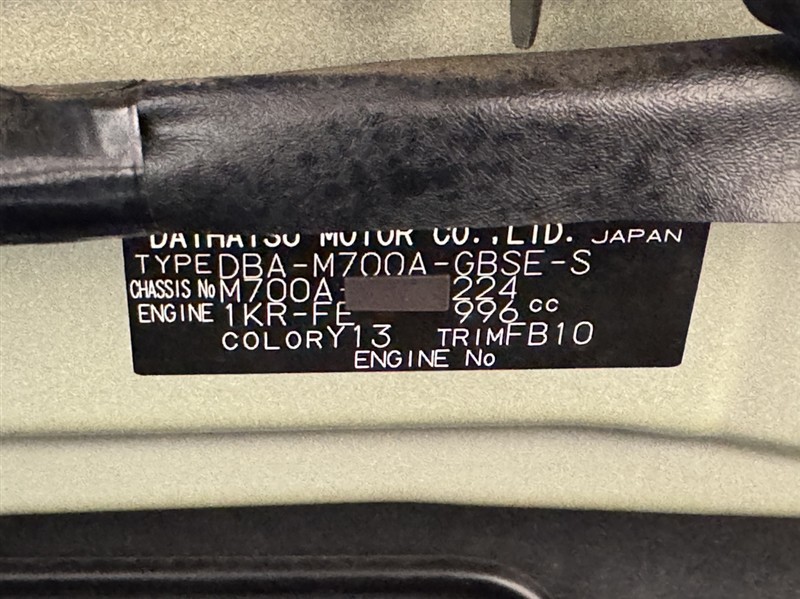 DAIHATSU MOTOR CO.,LTD. JAPAN
TYPE DBA-M700A-GBSE-S
CHASSIS No M700A- 224
ENGINE 1KR-FE 996 cc
COLOR Y13 TRIM FB10
ENGINE No